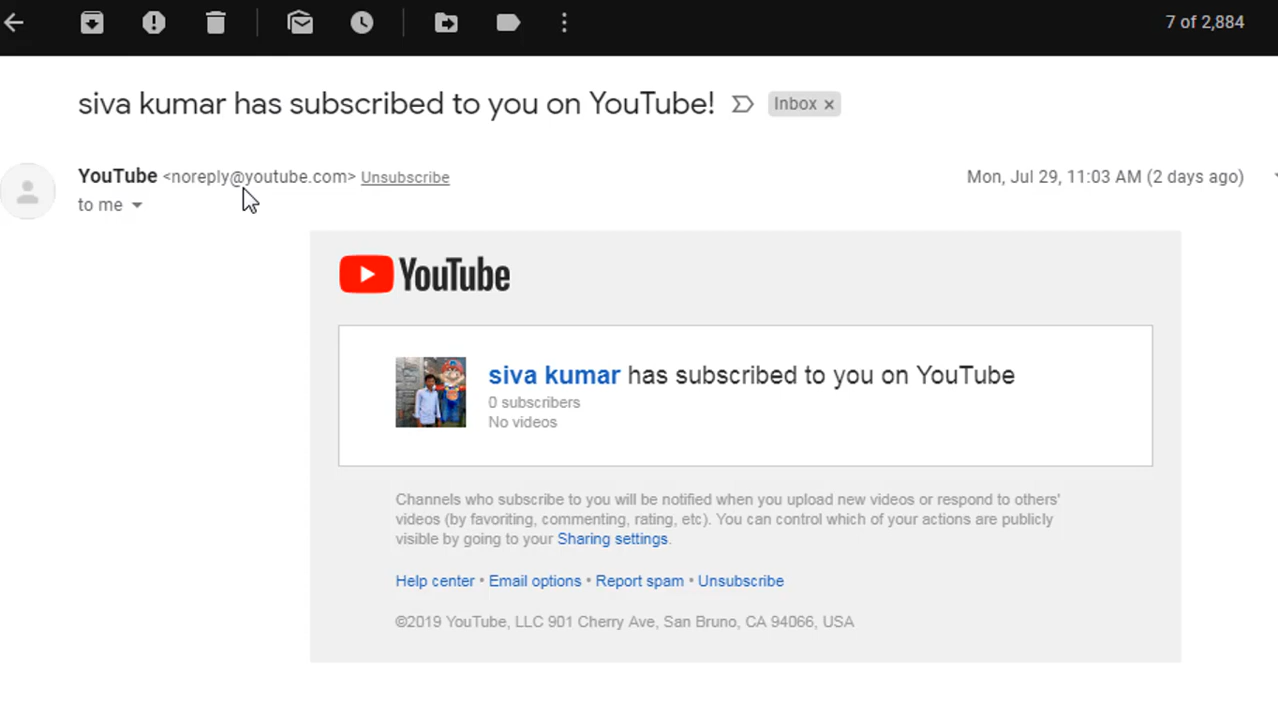 7 of 2,884
siva kumar has subscribed to you on YouTube! Inbox ×
YouTube <noreply@youtube.com> Unsubscribe Mon, Jul 29, 11:03 AM (2 days ago)
to me
YouTube
siva kumar has subscribed to you on YouTube
0 subscribers
No videos
Channels who subscribe to you will be notified when you upload new videos or respond to others'
videos (by favoriting, commenting, rating, etc). You can control which of your actions are publicly
visible by going to your Sharing settings.
Help center • Email options • Report spam • Unsubscribe
©2019 YouTube, LLC 901 Cherry Ave, San Bruno, CA 94066, USA